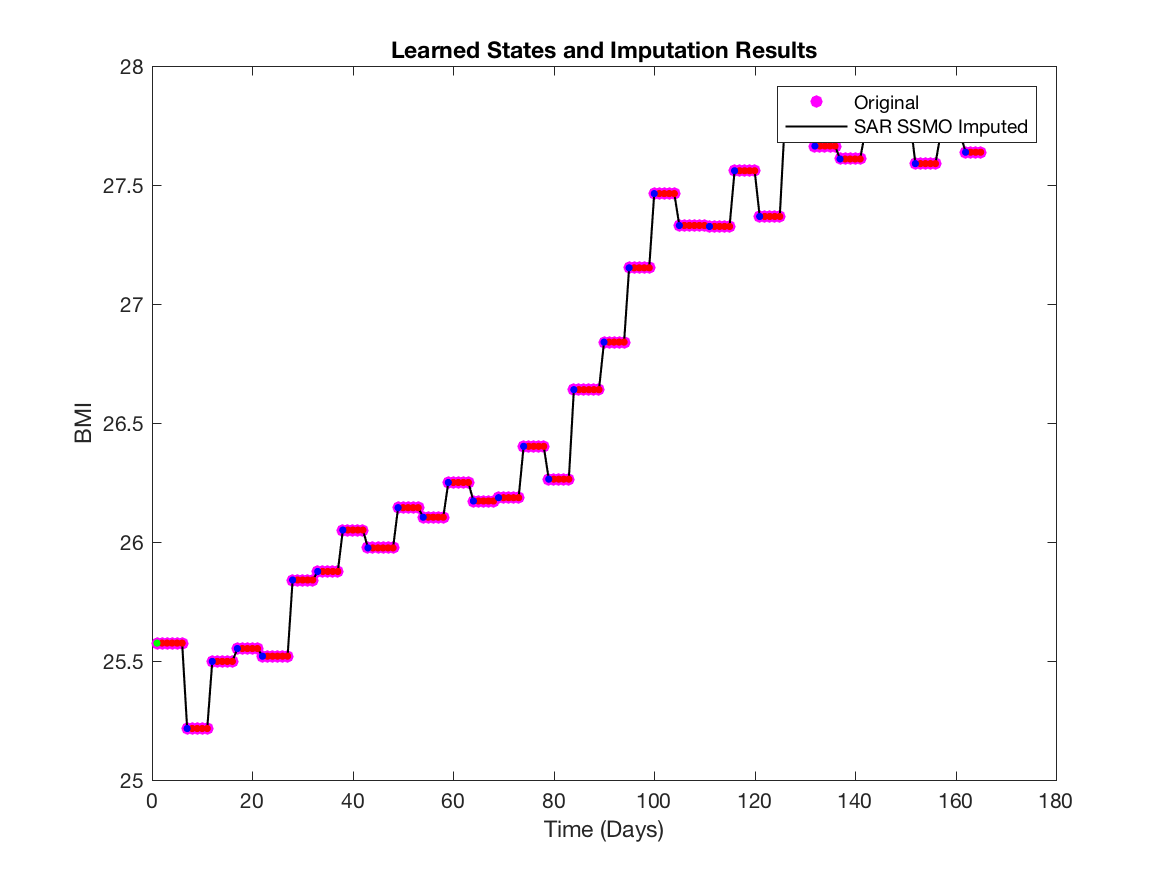 Learned States and Imputation Results
Original
SAR SSMO Imputed
28
27.5
27
26.5
26
25.5
25
BMI
0 20 40 60 80 100 120 140 160 180
Time (Days)